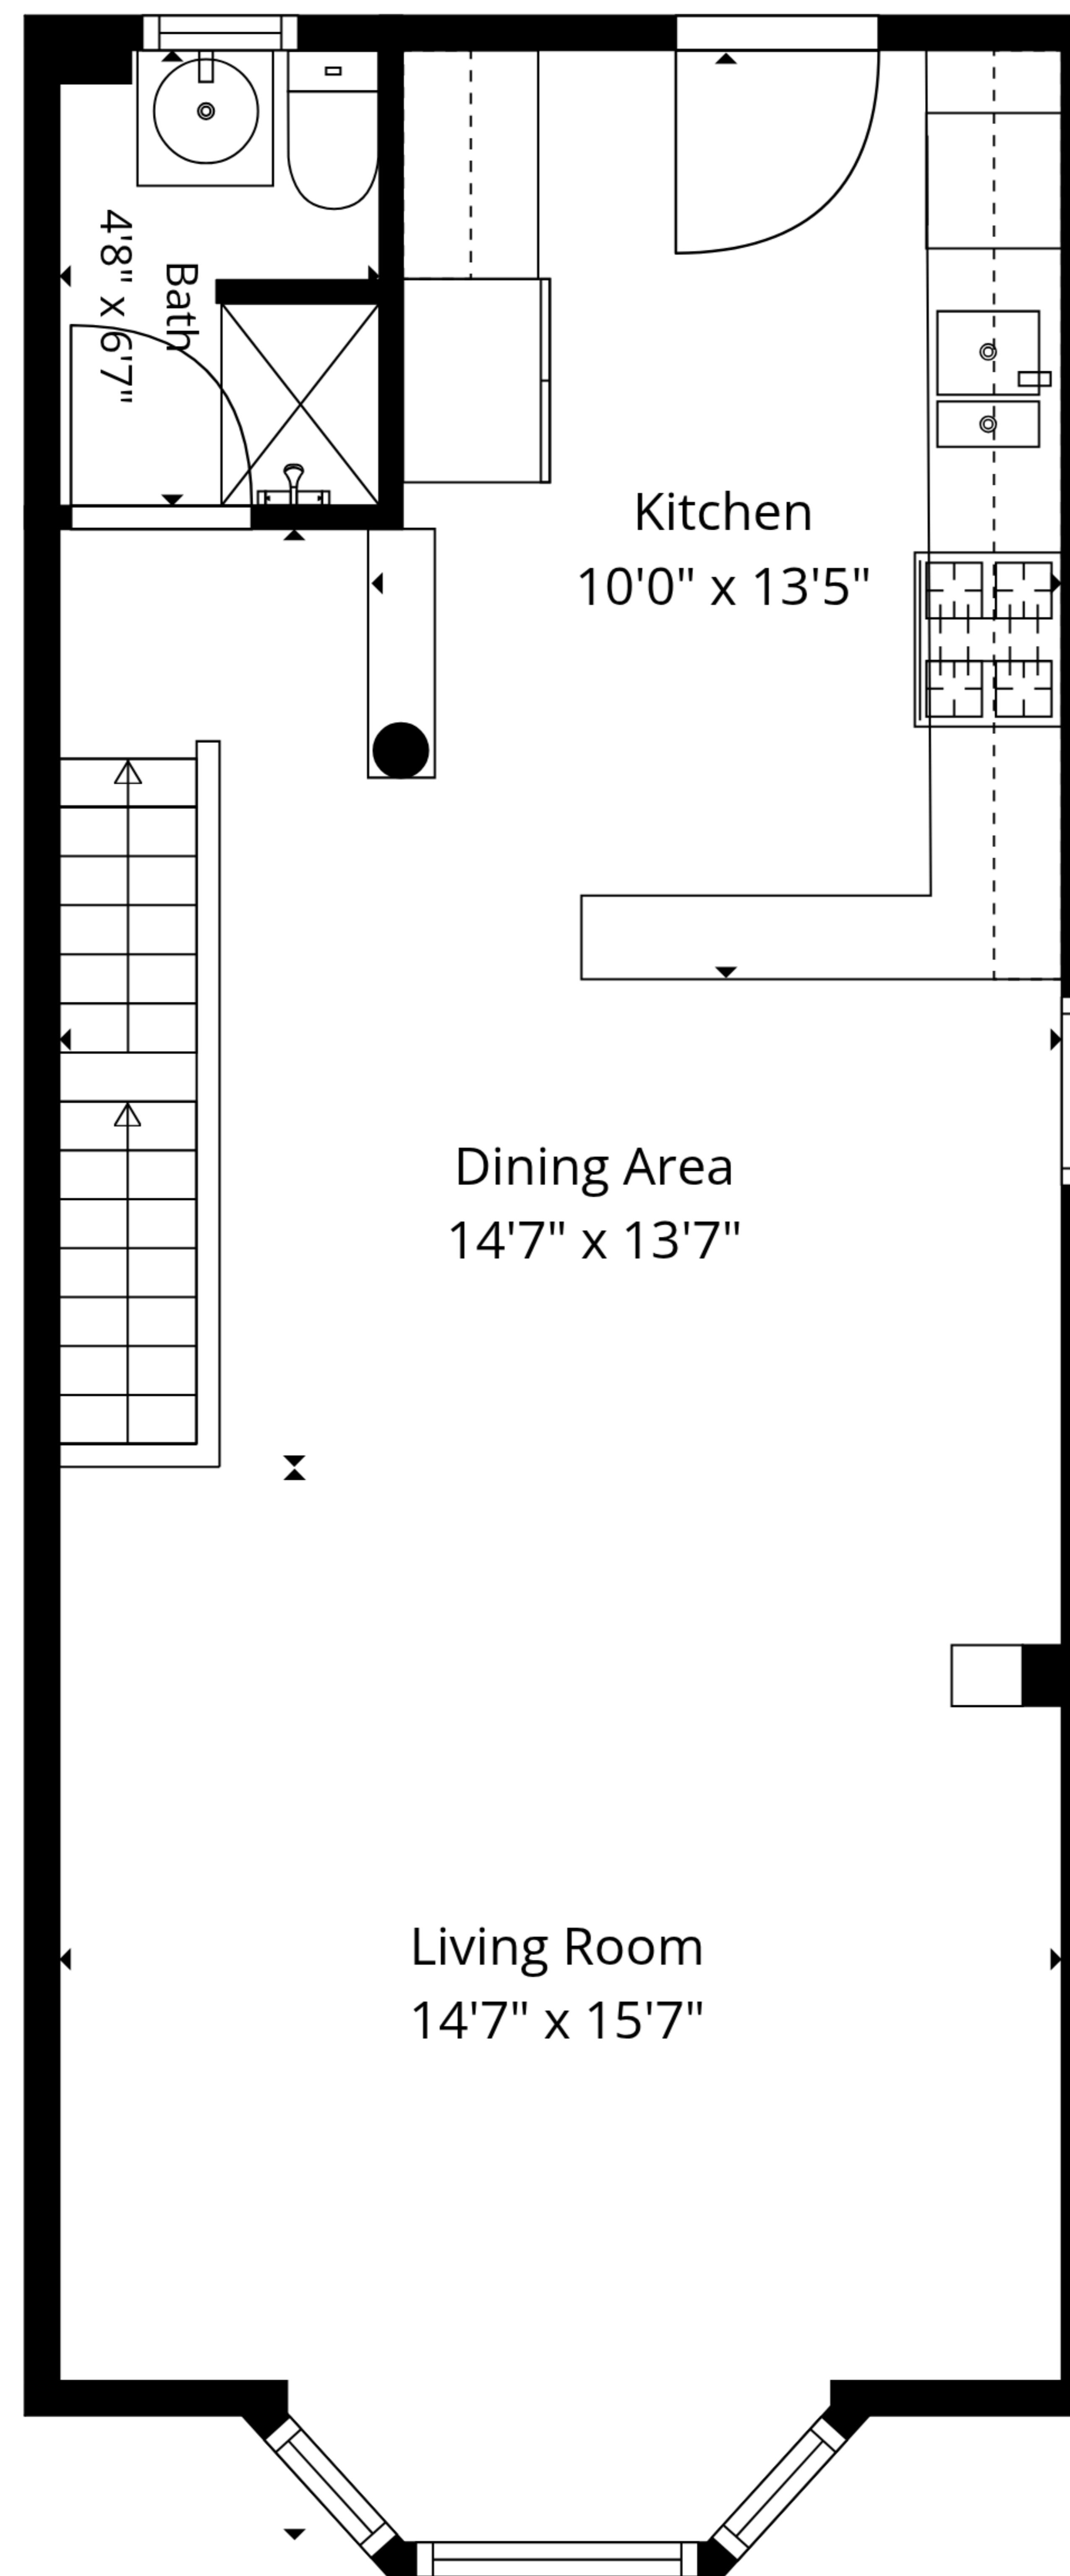 Bath
4'8" x 6'7"
Kitchen
10'0" x 13'5"
Dining Area
14'7" x 13'7"
Living Room
14'7" x 15'7"